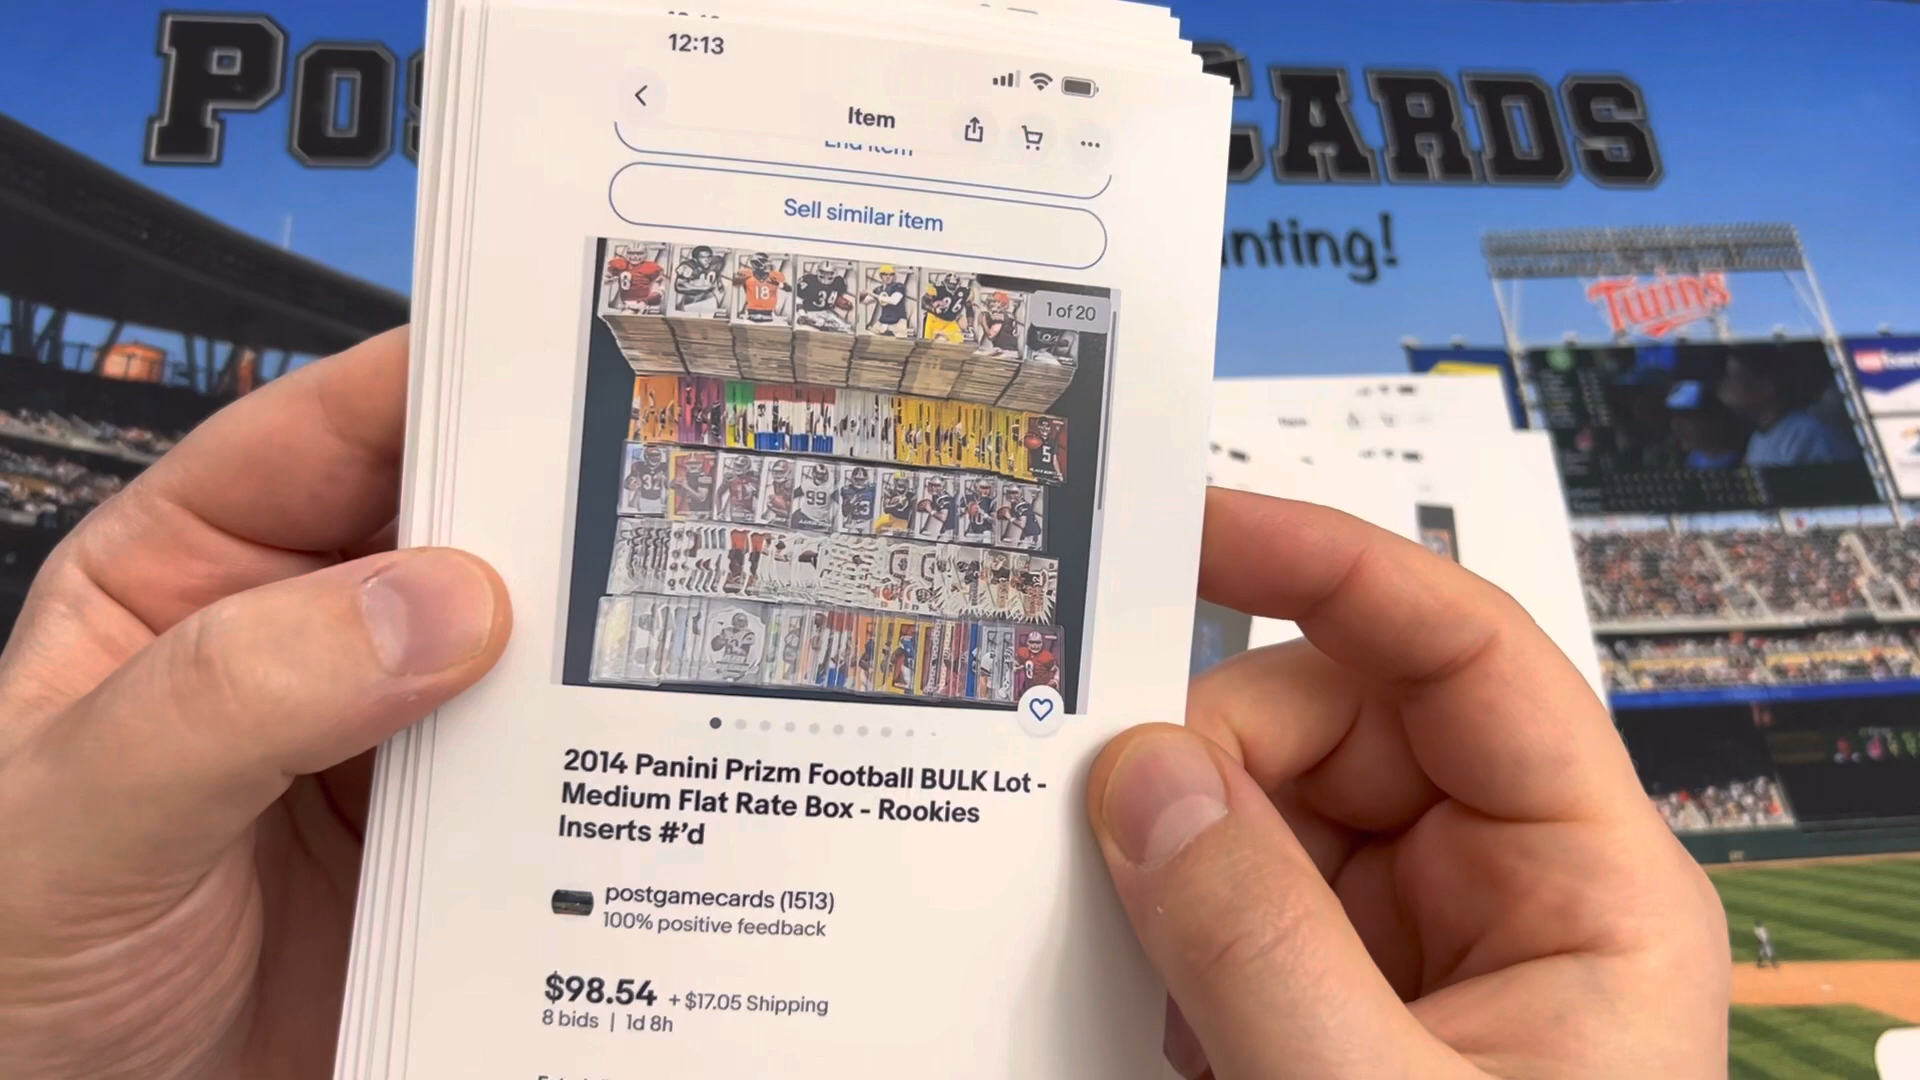 CARDS
nting!
Twins
12:13
Item
Sell similar item
1 of 20
2014 Panini Prizm Football BULK Lot -
Medium Flat Rate Box - Rookies
Inserts #'d
postgamecards (1513)
100% positive feedback
$98.54 + $17.05 Shipping
8 bids | 1d 8h